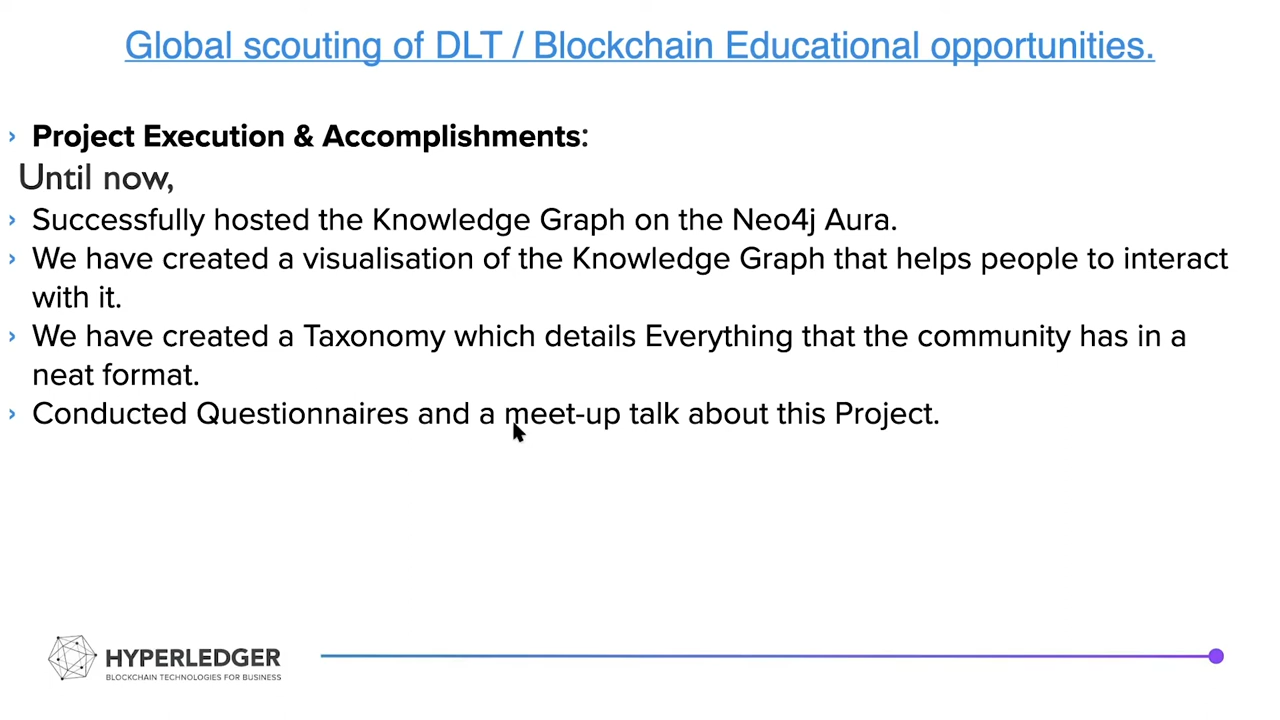 Global scouting of DLT / Blockchain Educational opportunities.
› Project Execution & Accomplishments:
Until now,
› Successfully hosted the Knowledge Graph on the Neo4j Aura.
› We have created a visualisation of the Knowledge Graph that helps people to interact
with it.
› We have created a Taxonomy which details Everything that the community has in a
neat format.
› Conducted Questionnaires and a meet-up talk about this Project.
HYPERLEDGER
BLOCKCHAIN TECHNOLOGIES FOR BUSINESS